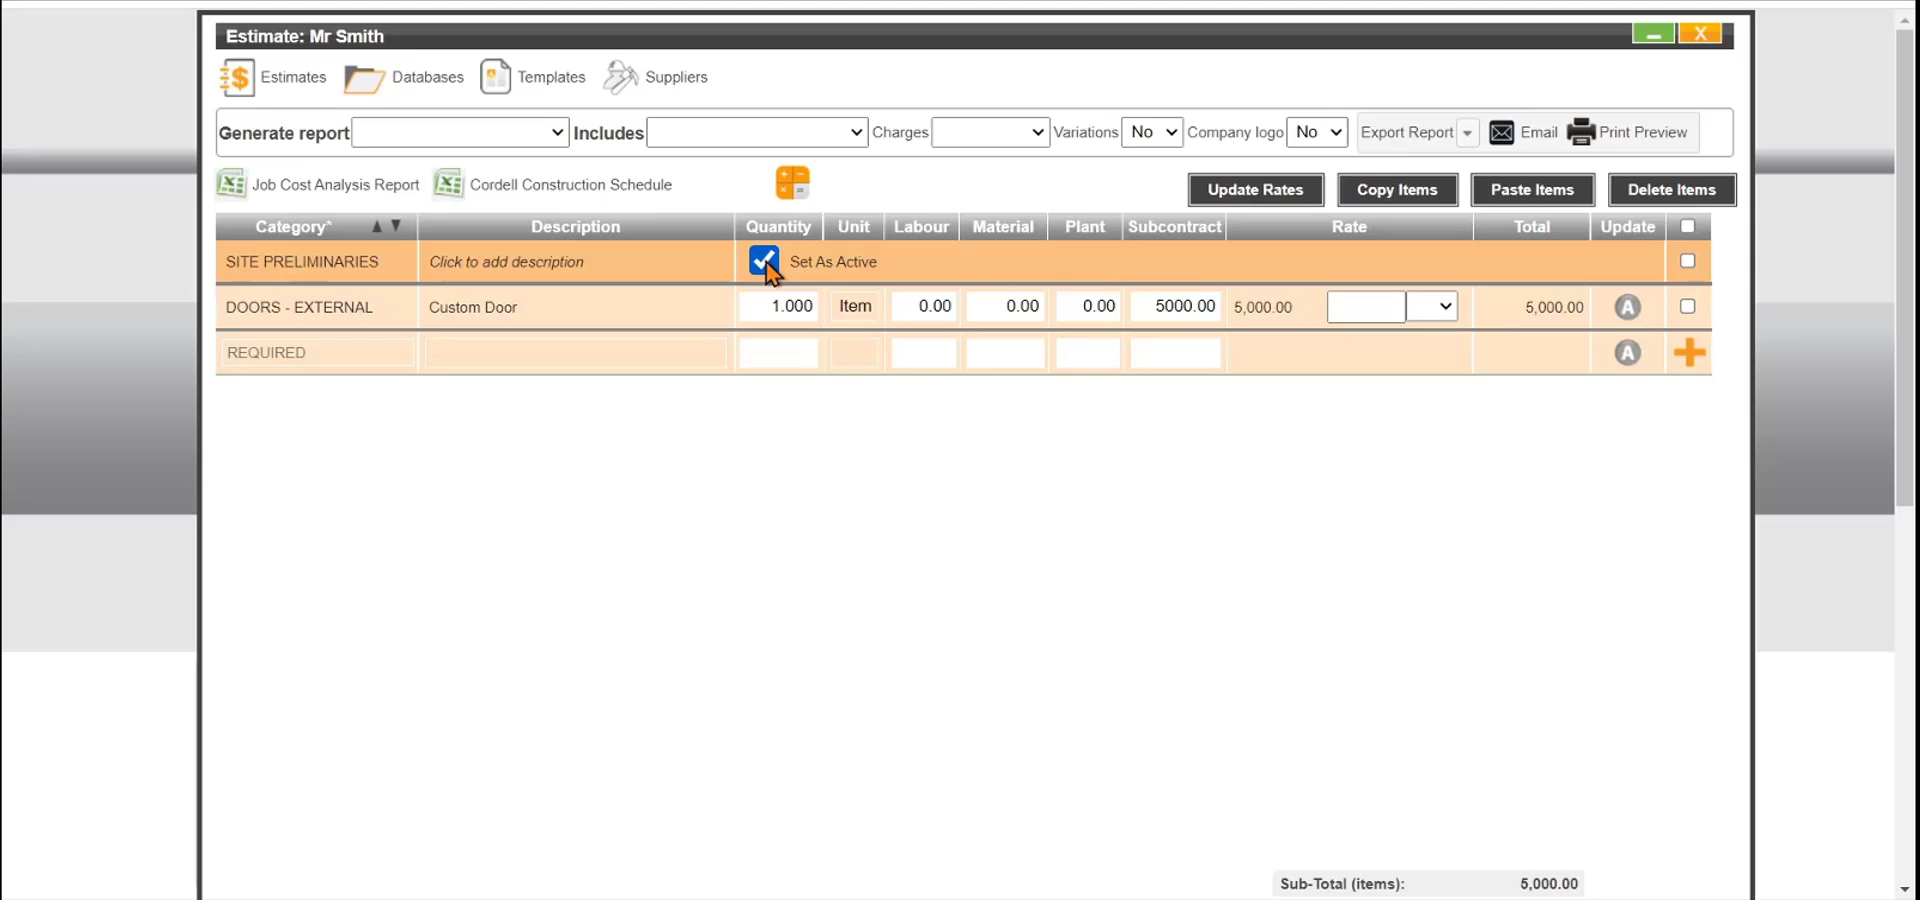 Estimate: Mr Smith
X
Estimates Databases Templates Suppliers
Generate report Includes Charges Variations No Company logo No Export Report Email Print Preview
Job Cost Analysis Report Cordell Construction Schedule Update Rates Copy Items Paste Items Delete Items
Category* Description Quantity Unit Labour Material Plant Subcontract Rate Total Update
SITE PRELIMINARIES Click to add description Set As Active
DOORS - EXTERNAL Custom Door 1.000 Item 0.00 0.00 0.00 5000.00 5,000.00 5,000.00 A
REQUIRED A
Sub-Total (items): 5,000.00